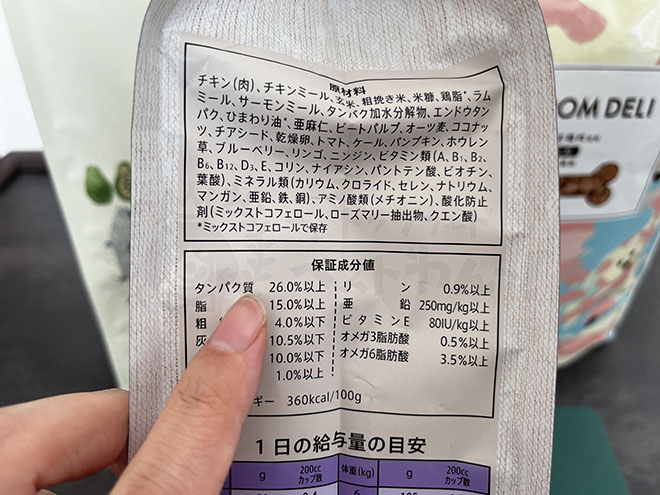 原材料
チキン(肉)、チキンミール、玄米、粗挽き米、米糠、鶏脂*、ラム
ミール、サーモンミール、タンパク加水分解物、エンドウタン
パク、ひまわり油*、亜麻仁、ビートパルプ、オーツ麦、ココナッ
ツ、チアシード、乾燥卵、トマト、ケール、パンプキン、ホウレン
草、ブルーベリー、リンゴ、ニンジン、ビタミン類(A、B1、B2、
B6、B12、D3、E、コリン、ナイアシン、パントテン酸、ビオチン、
葉酸)、ミネラル類(カリウム、クロライド、セレン、ナトリウム、
マンガン、亜鉛、鉄、銅)、アミノ酸類(メチオニン)、酸化防止
剤(ミックストコフェロール、ローズマリー抽出物、クエン酸)
*ミックストコフェロールで保存
保証成分値
タンパク質 26.0%以上
脂 15.0%以上
粗 4.0%以下
灰 10.5%以下
10.0%以下
1.0%以上
リン 0.9%以上
亜鉛 250mg/kg以上
ビタミンE 80IU/kg以上
オメガ3脂肪酸 0.5%以上
オメガ6脂肪酸 3.5%以上
ギー 360kcal/100g
1日の給与量の目安
g 200cc カップ数 体重(kg) g 200cc カップ数
6 105
OM DELI